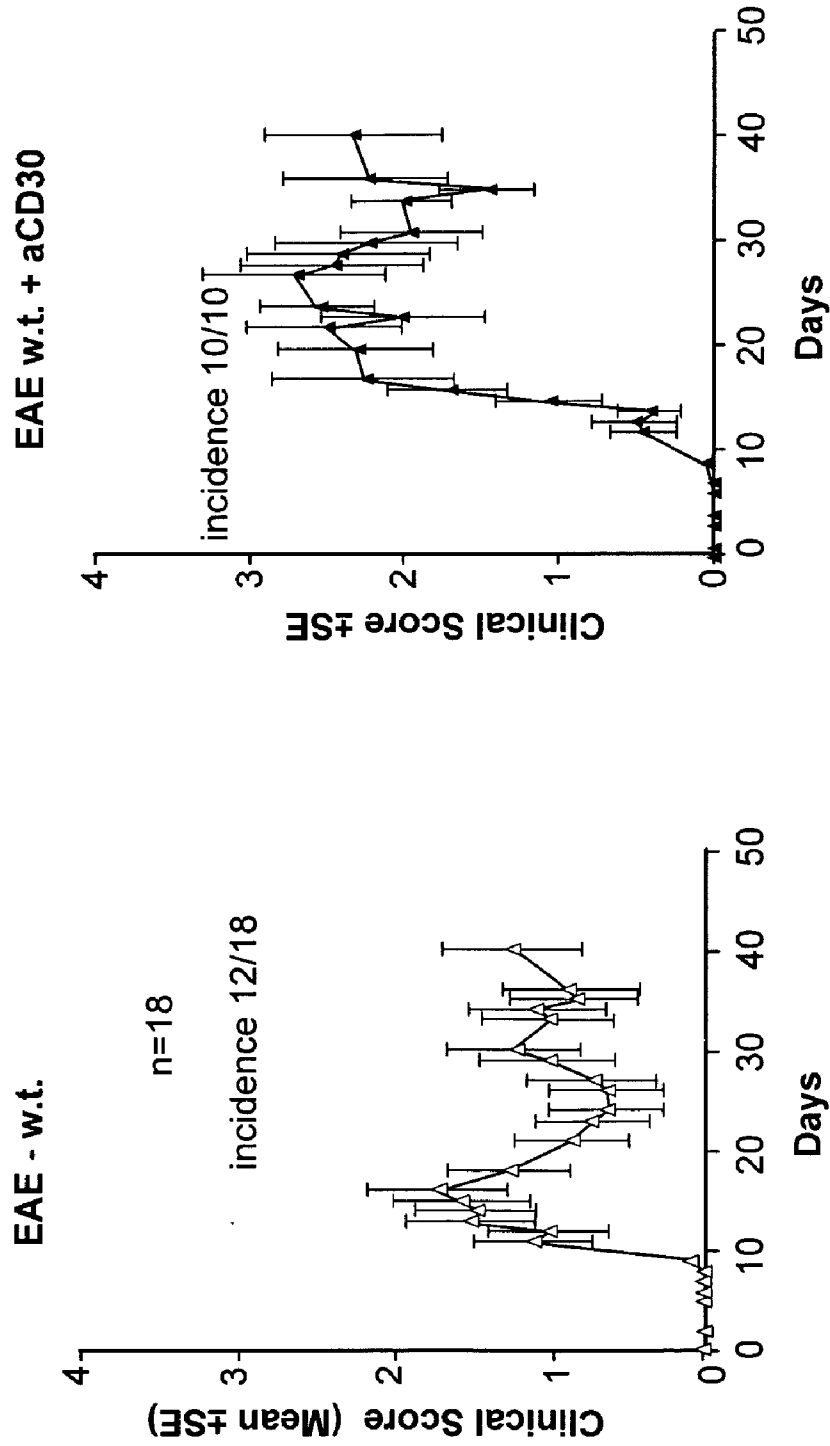 EAE - w.t.
n=18
incidence 12/18
Clinical Score (Mean ±SE)
4
3
2
1
0
0 10 20 30 40 50
Days
EAE w.t. + aCD30
incidence 10/10
Clinical Score ±SE
4
3
2
1
0
0 10 20 30 40 50
Days